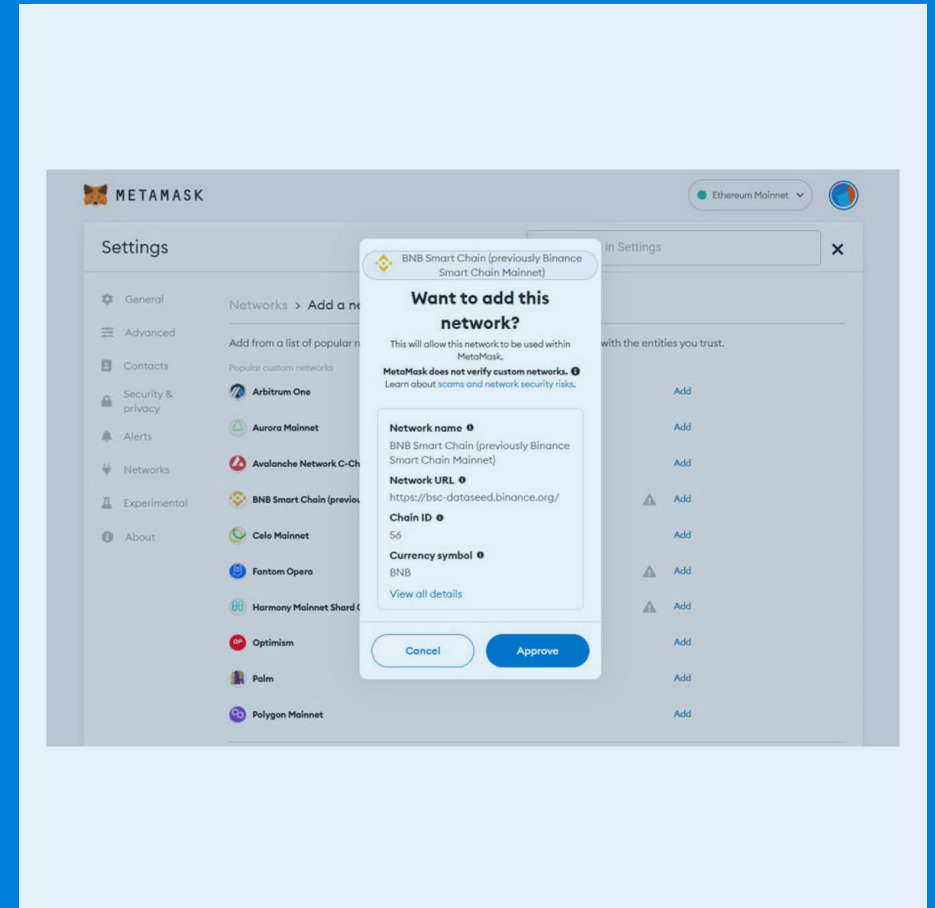 METAMASK
Ethereum Mainnet
Settings
in Settings
General
Advanced
Contacts
Security &
privacy
Alerts
Networks
Experimental
About
Networks > Add a ne
Add from a list of popular n
with the entities you trust.
Popular custom networks
Arbitrum One
Add
Aurora Mainnet
Add
Avalanche Network C-Ch
Add
BNB Smart Chain (previou
Add
Celo Mainnet
Add
Fantom Opera
Add
Harmony Mainnet Shard
Add
OP
Optimism
Add
Palm
Add
Polygon Mainnet
Add
BNB Smart Chain (previously Binance
Smart Chain Mainnet)
Want to add this
network?
This will allow this network to be used within
MetaMask.
MetaMask does not verify custom networks.
Learn about scams and network security risks.
Network name
BNB Smart Chain (previously Binance
Smart Chain Mainnet)
Network URL
https://bsc-dataseed.binance.org/
Chain ID
56
Currency symbol
BNB
View all details
Cancel
Approve